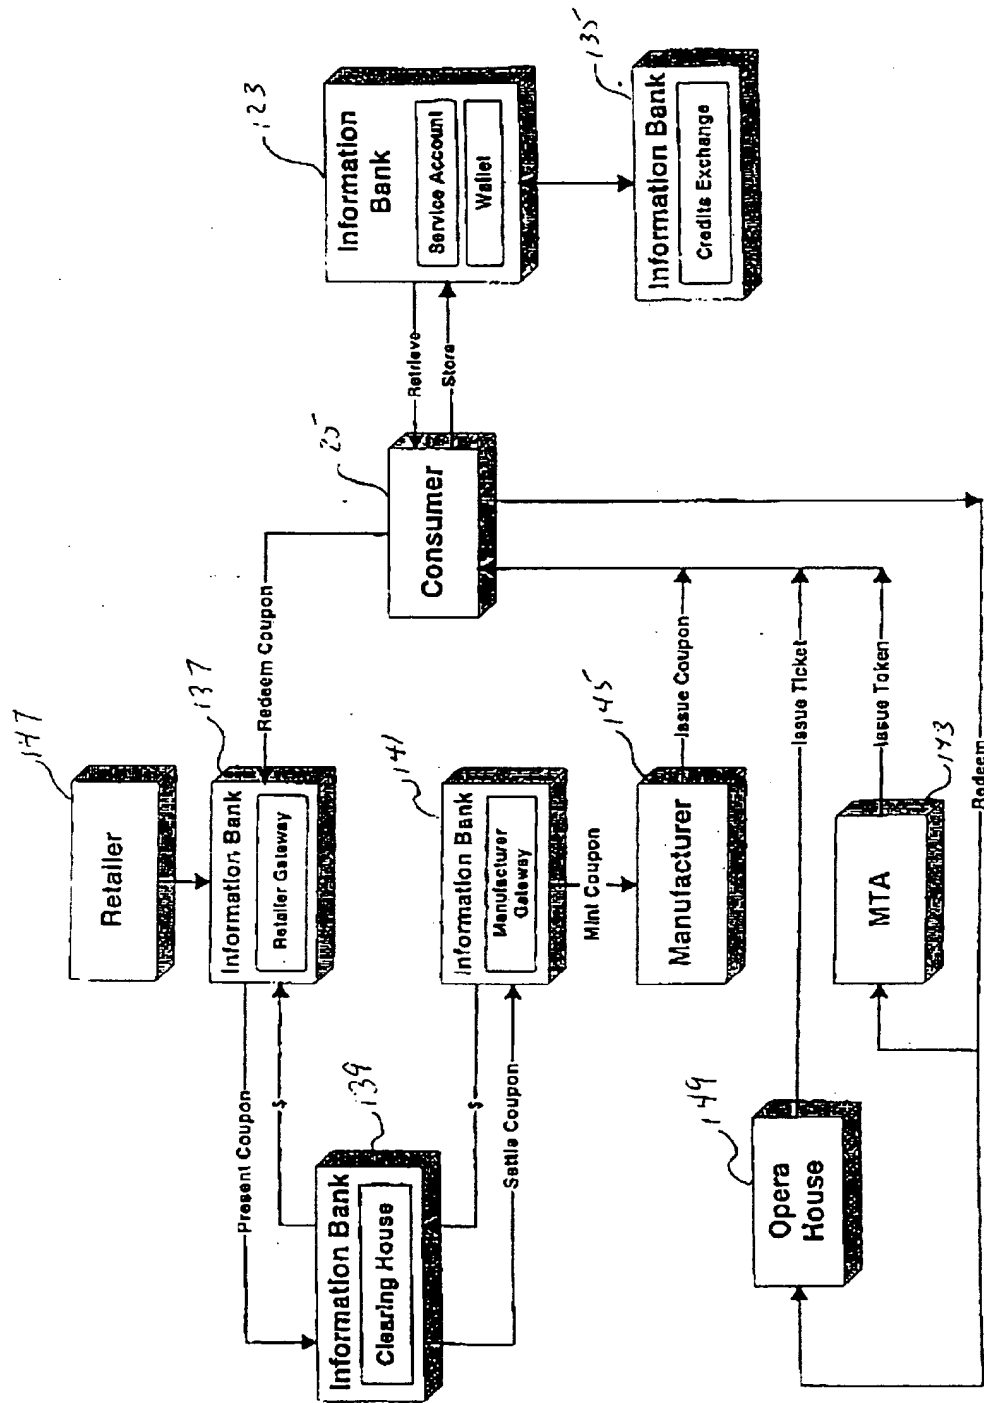 147
Retailer
137
Information Bank
Retailer Gateway
Redeem Coupon
Present Coupon
$
139
Information Bank
Clearing House
$
Settle Coupon
141
Information Bank
Manufacturer
Gateway
Mint Coupon
145
Manufacturer
Issue Coupon
25
Consumer
Retrieve
Store
123
Information
Bank
Service Account
Wallet
135
Information Bank
Credits Exchange
149
Opera
House
Issue Ticket
143
MTA
Issue Token
Redeem